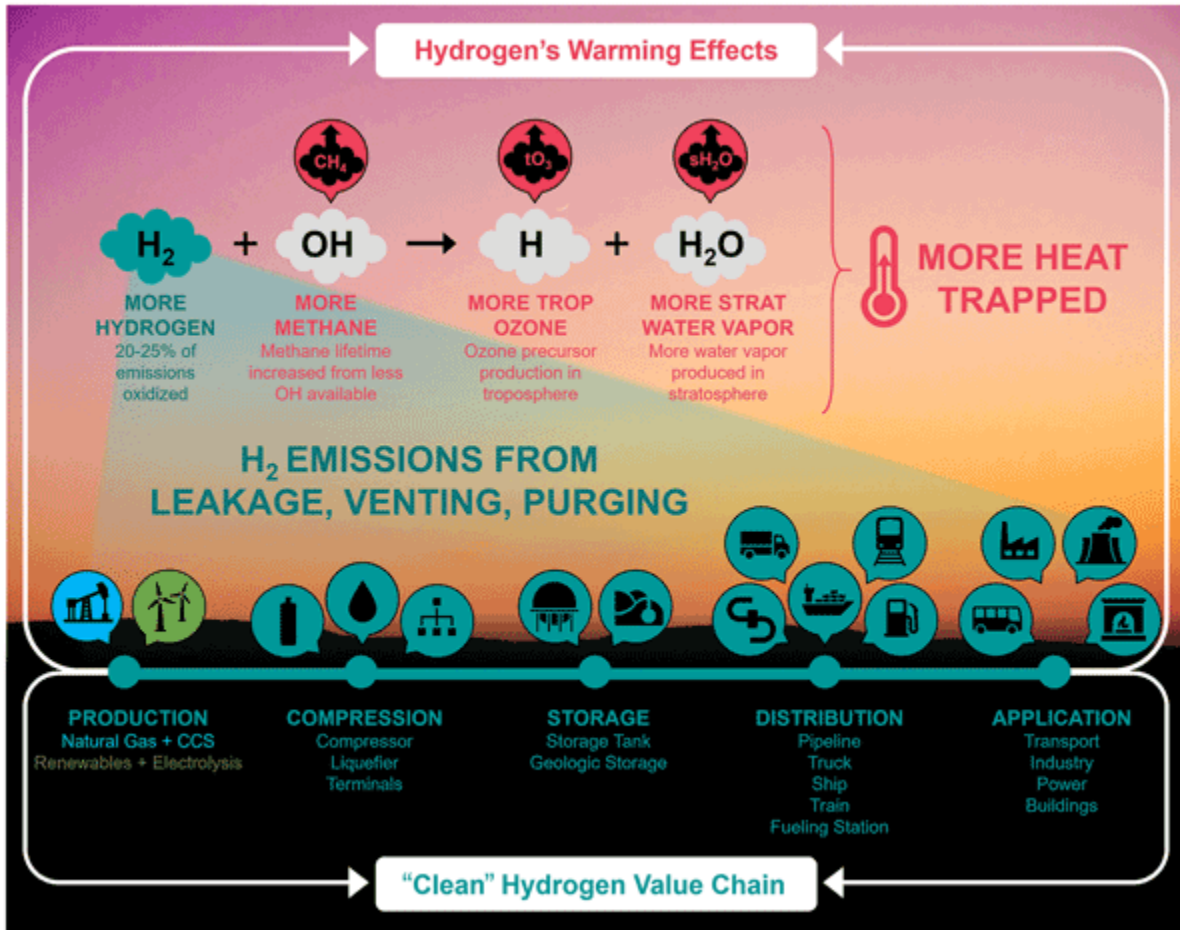 Hydrogen's Warming Effects
CH₄
tO₃
sH₂O
H₂ + OH → H + H₂O
MORE HYDROGEN
20-25% of
emissions
oxidized
MORE
METHANE
Methane lifetime
increased from less
OH available
MORE TROP
OZONE
Ozone precursor
production in
troposphere
MORE STRAT
WATER VAPOR
More water vapor
produced in
stratosphere
MORE HEAT
TRAPPED
H₂ EMISSIONS FROM
LEAKAGE, VENTING, PURGING
PRODUCTION
Natural Gas + CCS
Renewables + Electrolysis
COMPRESSION
Compressor
Liquefier
Terminals
STORAGE
Storage Tank
Geologic Storage
DISTRIBUTION
Pipeline
Truck
Ship
Train
Fueling Station
APPLICATION
Transport
Industry
Power
Buildings
“Clean” Hydrogen Value Chain